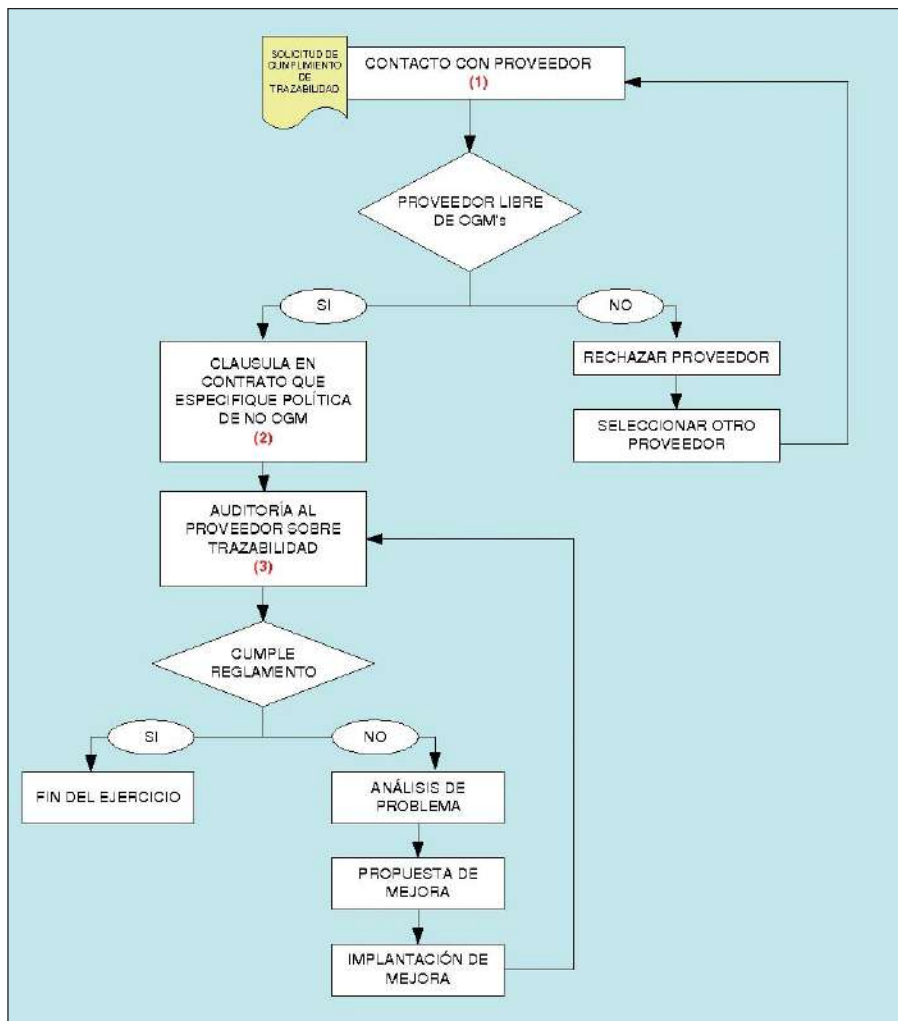 SOLICITUD DE
CUMPLIMIENTO
DE
TRAZABILIDAD
CONTACTO CON PROVEEDOR
(1)
PROVEEDOR LIBRE
DE OGM's
SI
NO
CLAUSULA EN
CONTRATO QUE
ESPECIFIQUE POLÍTICA
DE NO OGM
(2)
RECHAZAR PROVEEDOR
SELECCIONAR OTRO
PROVEEDOR
AUDITORÍA AL
PROVEEDOR SOBRE
TRAZABILIDAD
(3)
CUMPLE
REGLAMENTO
SI
NO
FIN DEL EJERCICIO
ANÁLISIS DE
PROBLEMA
PROPUESTA DE
MEJORA
IMPLANTACIÓN DE
MEJORA